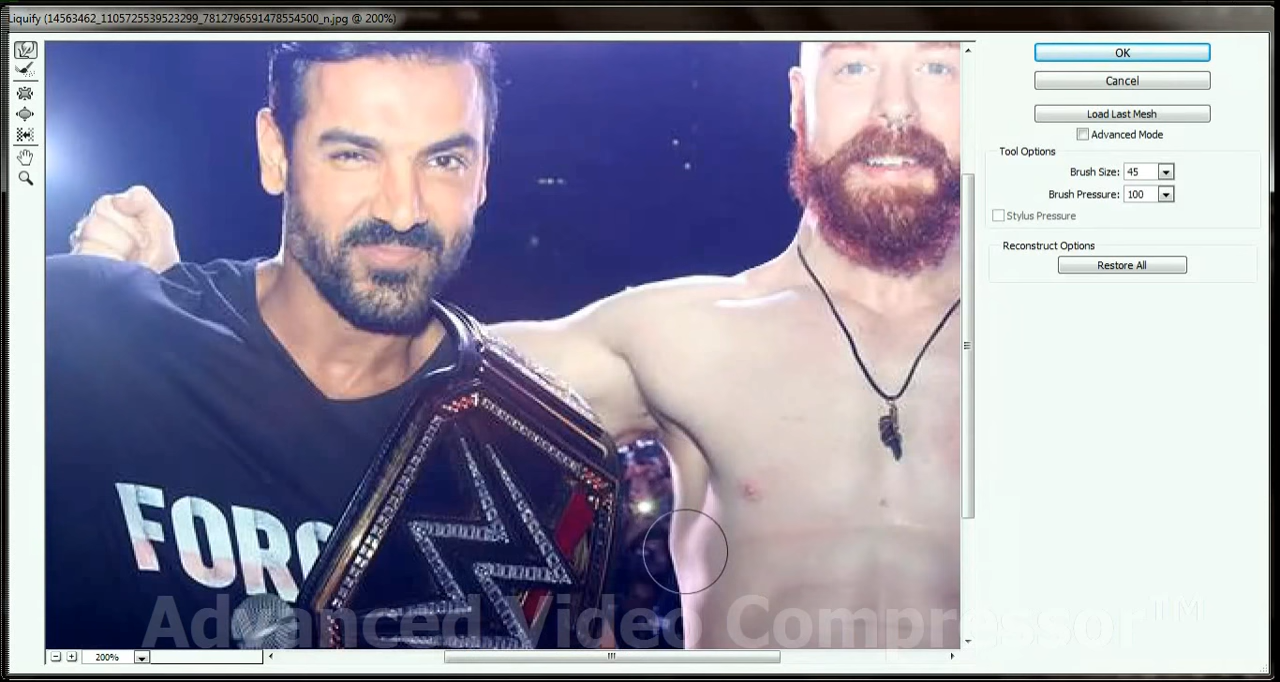 Liquify (14563462_1105725539523299_7812796591478554500_n.jpg @ 200%)
OK
Cancel
Load Last Mesh
Advanced Mode
Tool Options
Brush Size: 45
Brush Pressure: 100
Stylus Pressure
Reconstruct Options
Restore All
FORC
Advanced Video Compressor™
200%